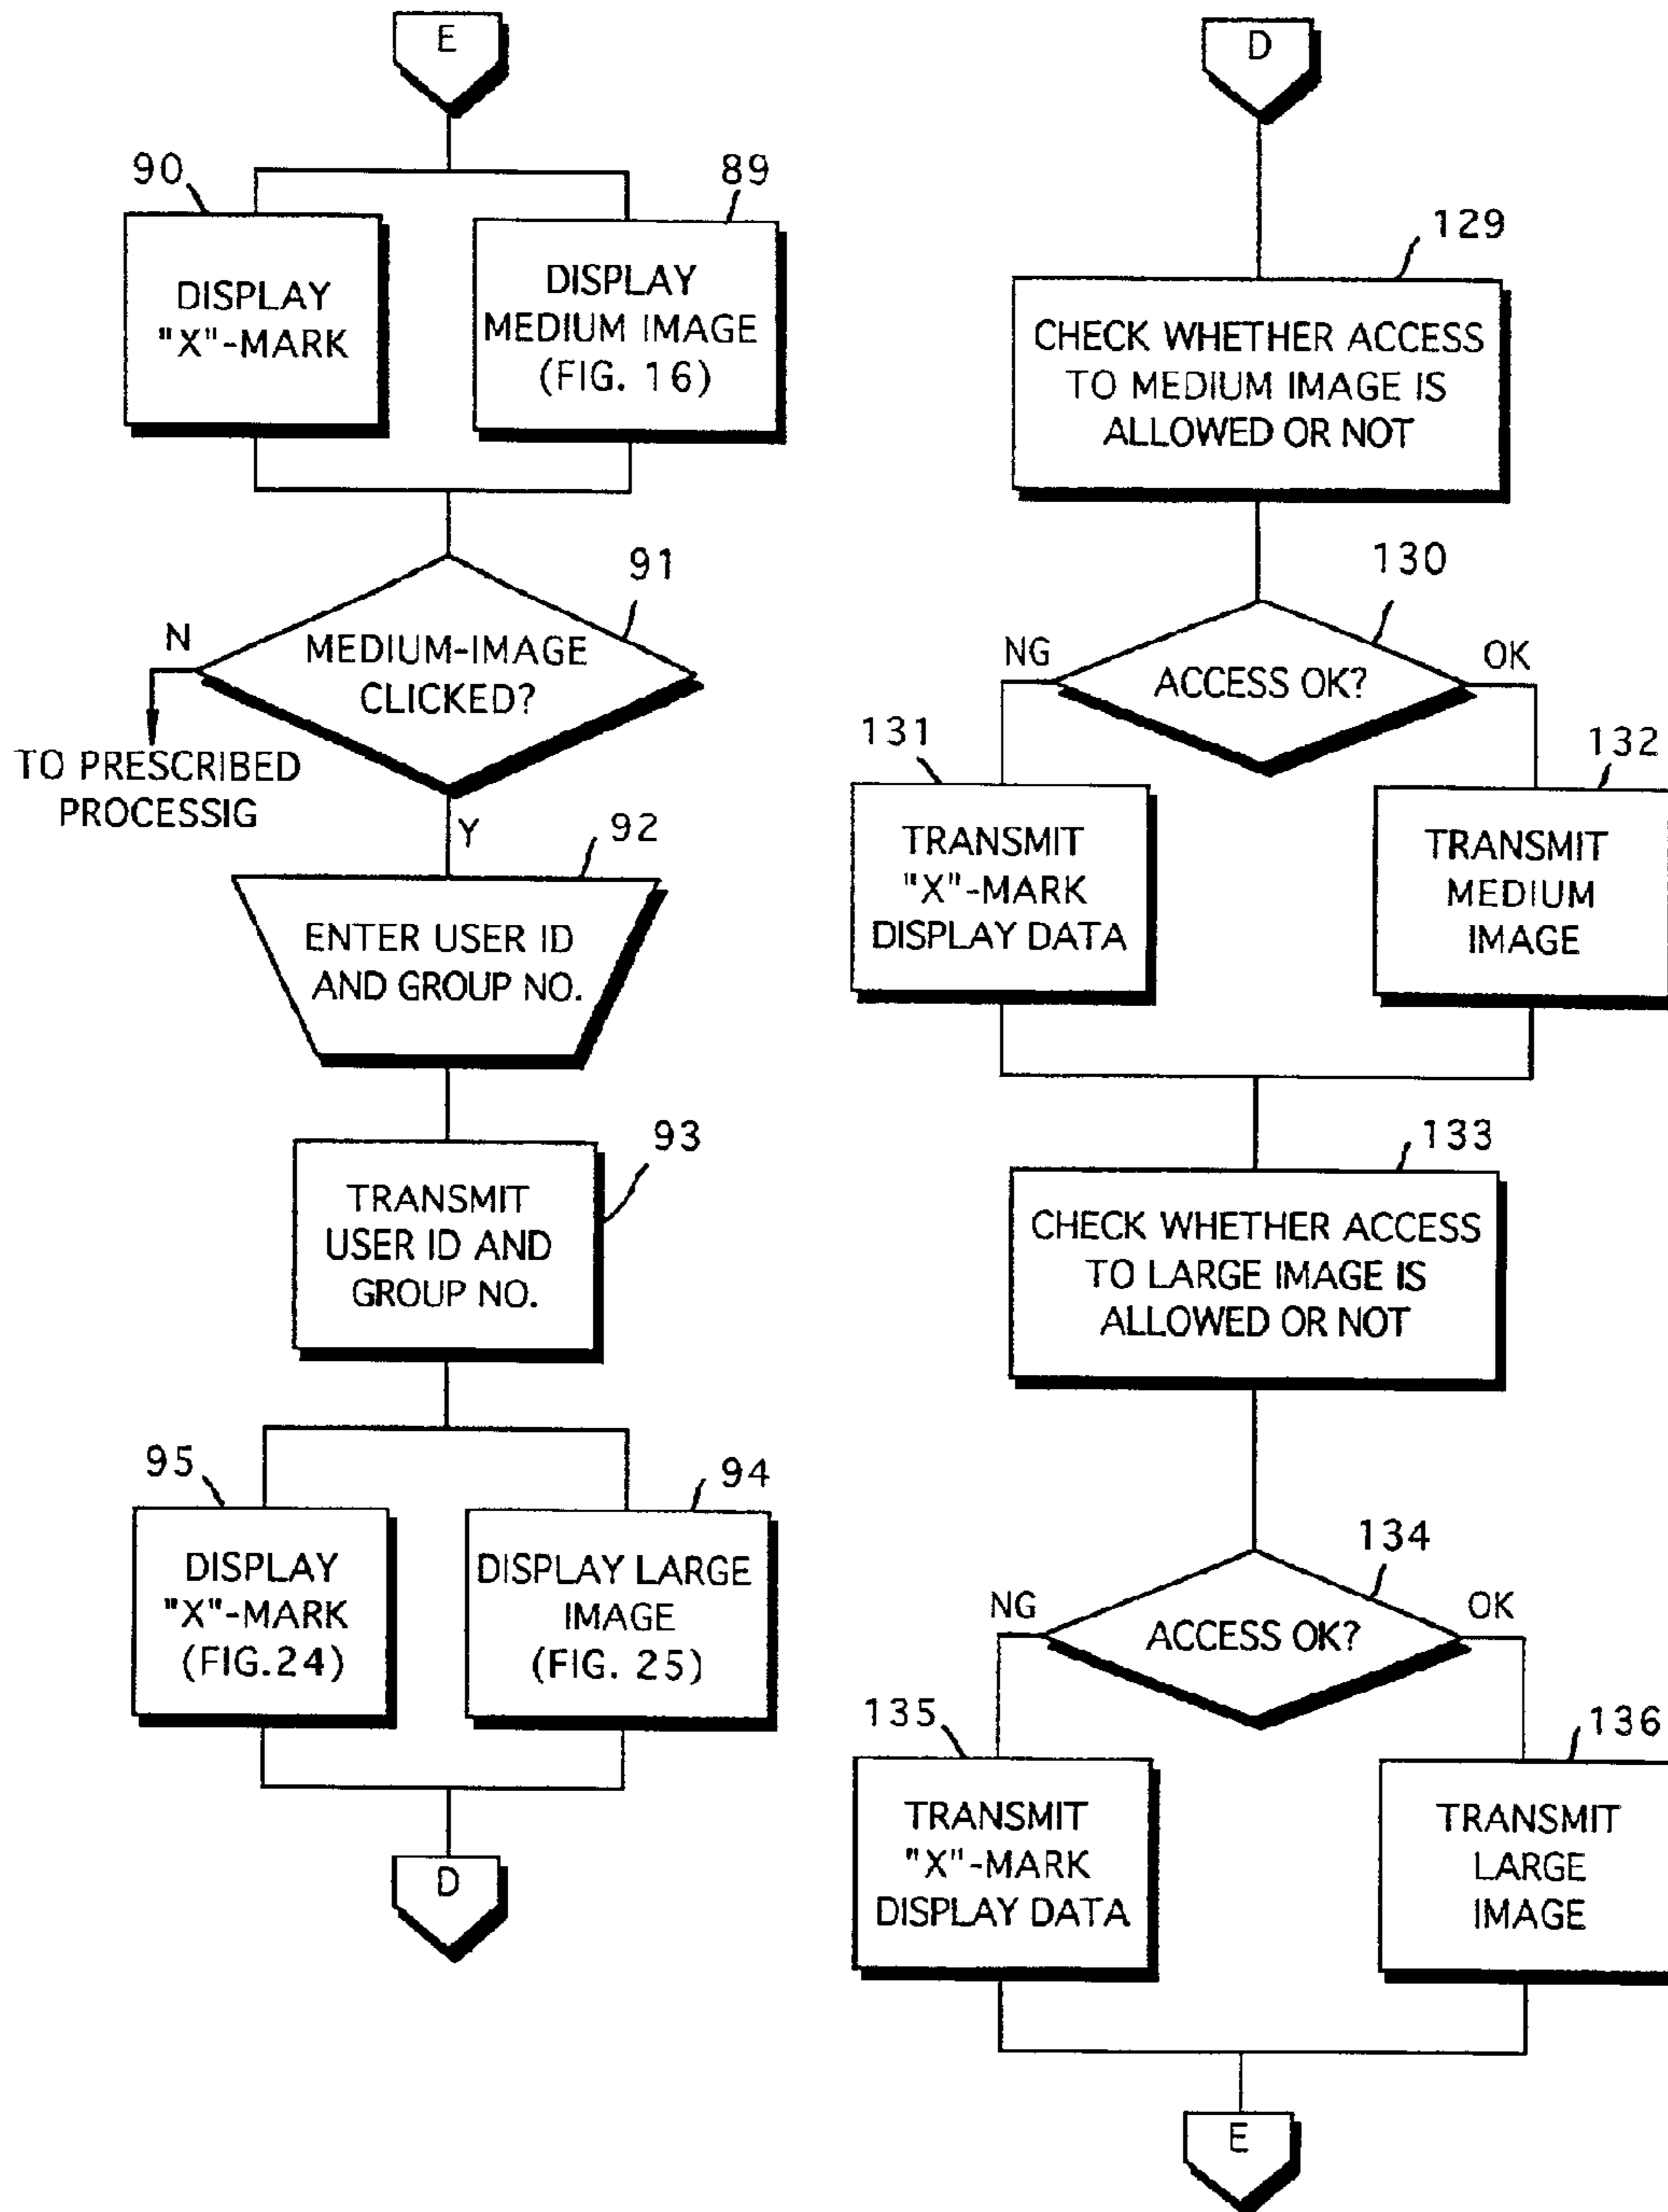 E
90
89
DISPLAY
"X"-MARK
DISPLAY
MEDIUM IMAGE
(FIG. 16)
91
N
MEDIUM-IMAGE
CLICKED?
TO PRESCRIBED
PROCESSIG
Y
92
ENTER USER ID
AND GROUP NO.
93
TRANSMIT
USER ID AND
GROUP NO.
95
94
DISPLAY
"X"-MARK
(FIG.24)
DISPLAY LARGE
IMAGE
(FIG. 25)
D
D
129
CHECK WHETHER ACCESS
TO MEDIUM IMAGE IS
ALLOWED OR NOT
130
NG
OK
ACCESS OK?
131
132
TRANSMIT
"X"-MARK
DISPLAY DATA
TRANSMIT
MEDIUM
IMAGE
133
CHECK WHETHER ACCESS
TO LARGE IMAGE IS
ALLOWED OR NOT
134
NG
OK
ACCESS OK?
135
136
TRANSMIT
"X"-MARK
DISPLAY DATA
TRANSMIT
LARGE
IMAGE
E